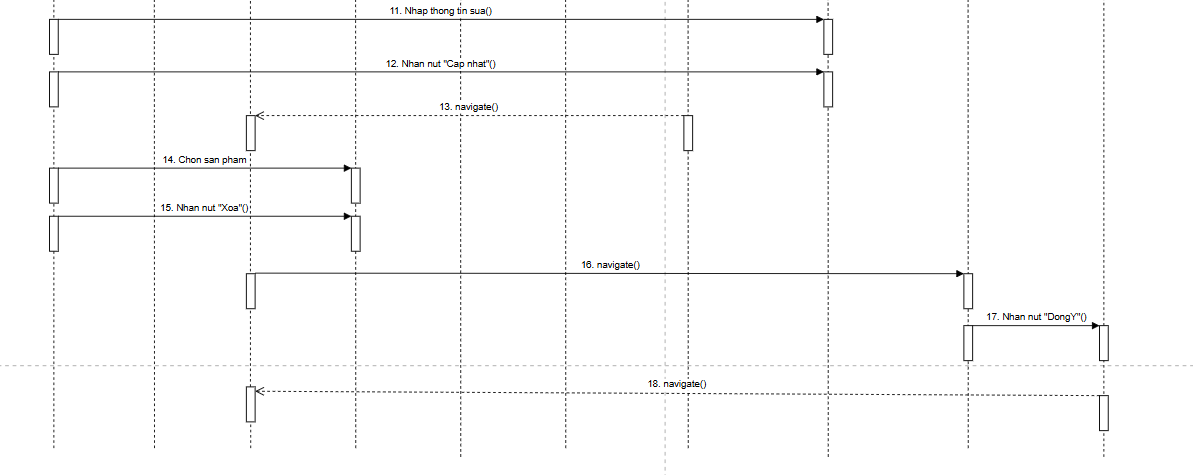 11. Nhap thong tin sua()
12. Nhan nut "Cap nhat"()
13. navigate()
14. Chon san pham
15. Nhan nut "Xoa"()
16. navigate()
17. Nhan nut "DongY"()
18. navigate()